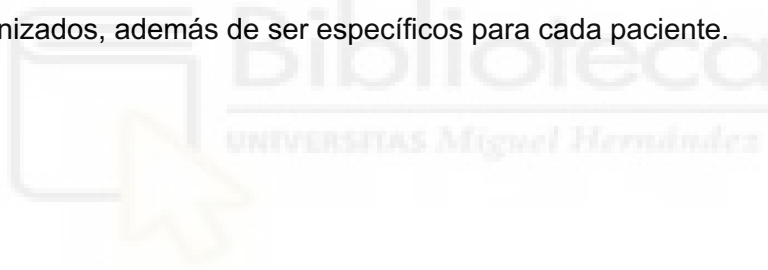 nizados, además de ser específicos para cada paciente.
Biblioteca
UNIVERSITAS Miguel Hernández